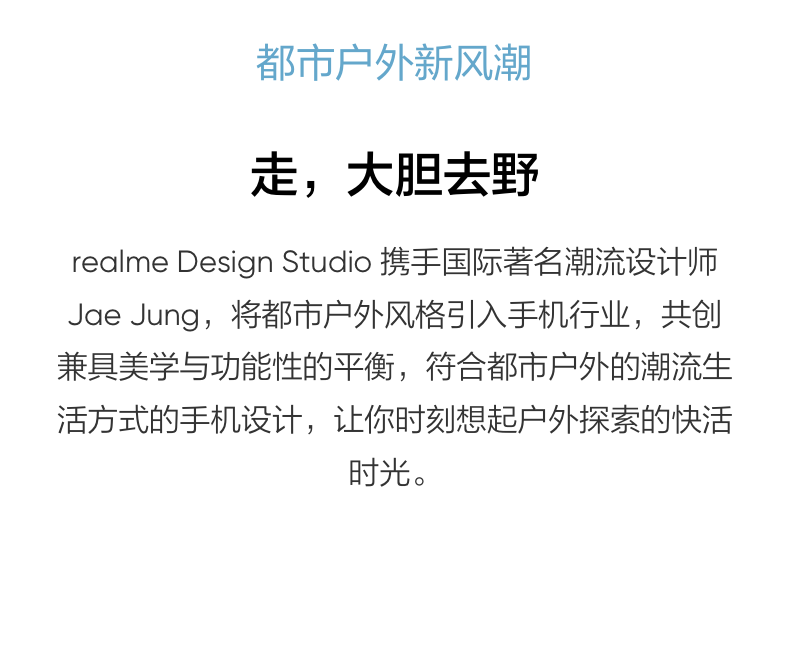 都市户外新风潮
走，大胆去野
realme Design Studio 携手国际著名潮流设计师
Jae Jung，将都市户外风格引入手机行业，共创
兼具美学与功能性的平衡，符合都市户外的潮流生
活方式的手机设计，让你时刻想起户外探索的快活
时光。